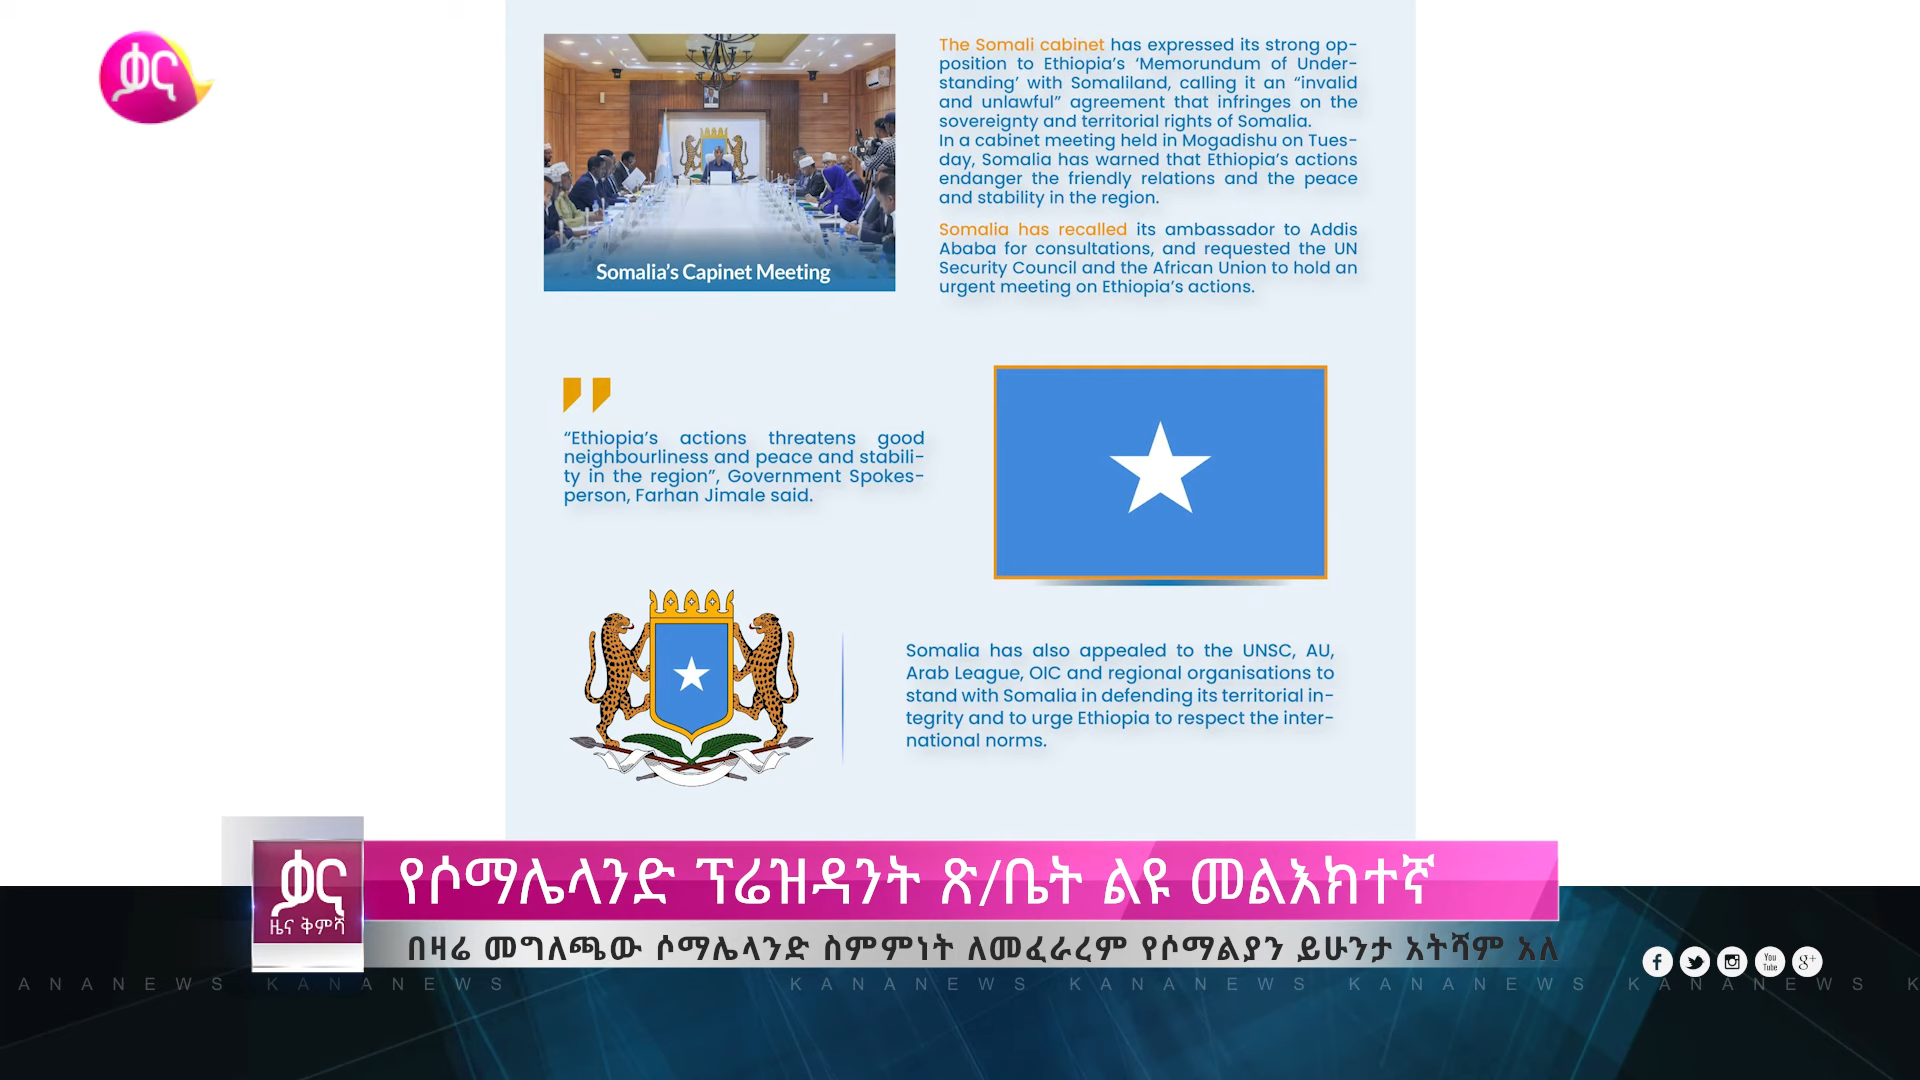 ቃና
The Somali cabinet has expressed its strong op-
position to Ethiopia's 'Memorundum of Under-
standing' with Somaliland, calling it an "invalid
and unlawful" agreement that infringes on the
sovereignty and territorial rights of Somalia.
In a cabinet meeting held in Mogadishu on Tues-
day, Somalia has warned that Ethiopia's actions
endanger the friendly relations and the peace
and stability in the region.
Somalia has recalled its ambassador to Addis
Ababa for consultations, and requested the UN
Security Council and the African Union to hold an
urgent meeting on Ethiopia's actions.
Somalia's Capinet Meeting
"Ethiopia's actions threatens good
neighbourliness and peace and stabili-
ty in the region", Government Spokes-
person, Farhan Jimale said.
Somalia has also appealed to the UNSC, AU,
Arab League, OIC and regional organisations to
stand with Somalia in defending its territorial in-
tegrity and to urge Ethiopia to respect the inter-
national norms.
ቃና
ዜና ቅምሻ
የሶማሌላንድ ፕሬዝዳንት ጽ/ቤት ልዩ መልእክተኛ
በዛሬ መግለጫው ሶማሌላንድ ስምምነት ለመፈራረም የሶማልያን ይሁንታ አትሻም አለ
You
Tube
g+
ANANEWS KANANEWS KANANEWS KANANEWS KANANEWS KANANEWS K